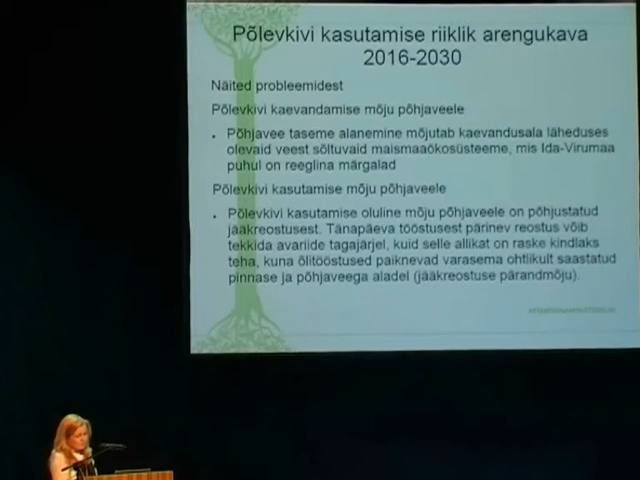 Põlevkivi kasutamise riiklik arengukava
2016-2030
Näited probleemidest
Põlevkivi kaevandamise mõju põhjaveele
• Põhjavee taseme alanemine mõjutab kaevandusala läheduses
olevaid veest sõltuvaid maismaaökosüsteeme, mis Ida-Virumaa
puhul on reeglina märgalad
Põlevkivi kasutamise mõju põhjaveele
• Põlevkivi kasutamise oluline mõju põhjaveele on põhjustatud
jääkreostusest. Tänapäeva tööstusest pärinev reostus võib
tekkida avariide tagajärjel, kuid selle allikat on raske kindlaks
teha, kuna õlitööstused paiknevad varasema ohtlikult saastatud
pinnase ja põhjaveega aladel (jääkreostuse pärandmõju).